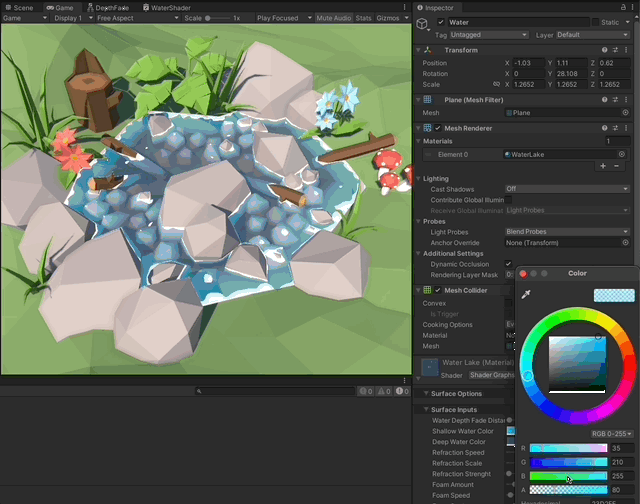 Scene Game DepthFade WaterShader
Game Display 1 Free Aspect Scale 1x Play Focused Mute Audio Stats Gizmos
0 0 0
Inspector
Water Static
Tag Untagged Layer Default
Transform
Position X -1.03 Y 1.11 Z 0.62
Rotation X 0 Y 28.108 Z 0
Scale X 1.2652 Y 1.2652 Z 1.2652
Plane (Mesh Filter)
Mesh Plane
Mesh Renderer
Materials 1
Element 0 WaterLake
Lighting
Cast Shadows Off
Contribute Global Illumin
Receive Global Illuminat Light Probes
Probes
Light Probes Blend Probes
Anchor Override None (Transform)
Additional Settings
Dynamic Occlusion
Rendering Layer Mask 0:
Mesh Collider
Convex
Is Trigger
Cooking Options Ev
Material No
Mesh
Water Lake (Material)
Shader Shader Graphs
Surface Options
Surface Inputs
Water Depth Fade Distan
Shallow Water Color
Deep Water Color
Refraction Speed
Refraction Scale
Refraction Strenght
Foam Amount
Foam Speed
Color
RGB 0-255
R 35
G 210
B 255
A 80